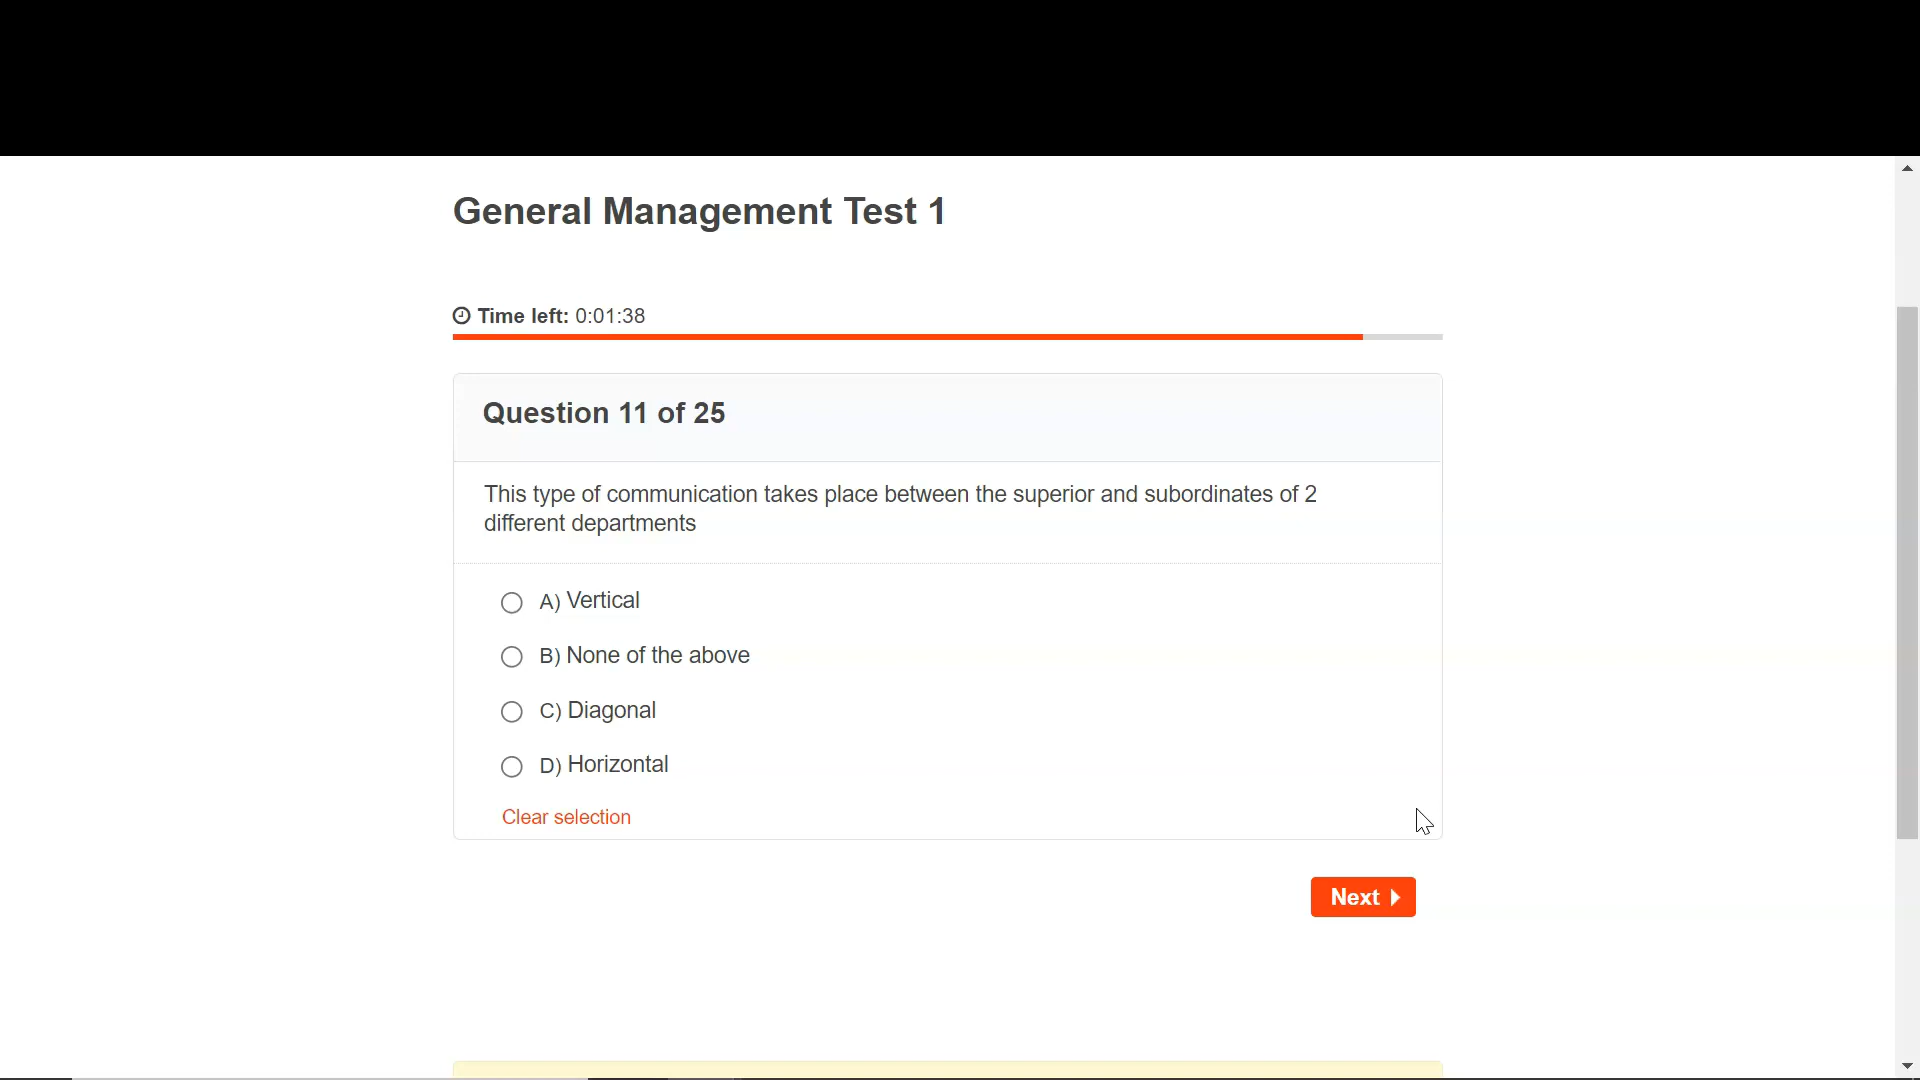 General Management Test 1
Time left: 0:01:38
Question 11 of 25
This type of communication takes place between the superior and subordinates of 2
different departments
A) Vertical
B) None of the above
C) Diagonal
D) Horizontal
Clear selection
Next